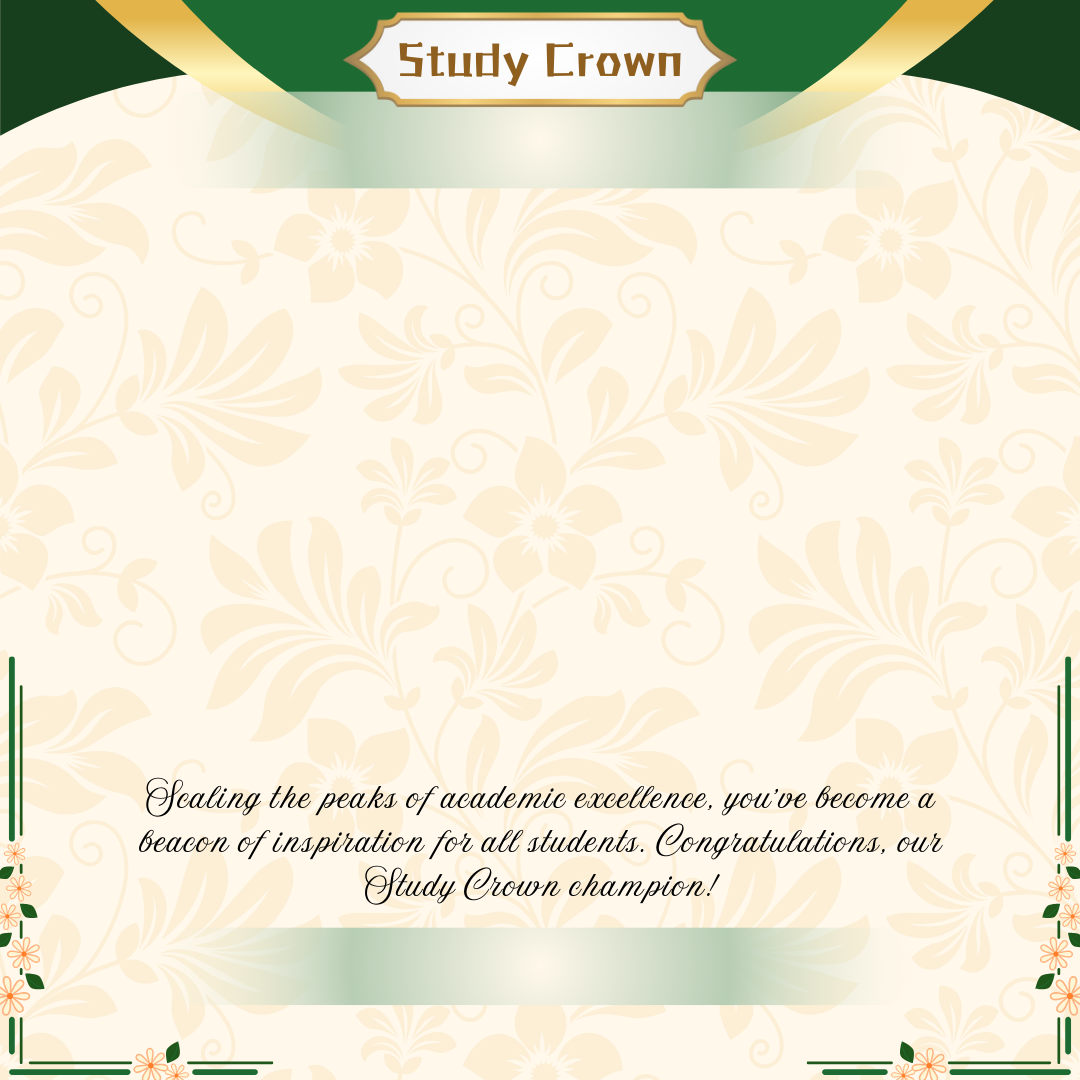 Study Crown
Scaling the peaks of academic excellence, you've become a
beacon of inspiration for all students. Congratulations, our
Study Crown champion!